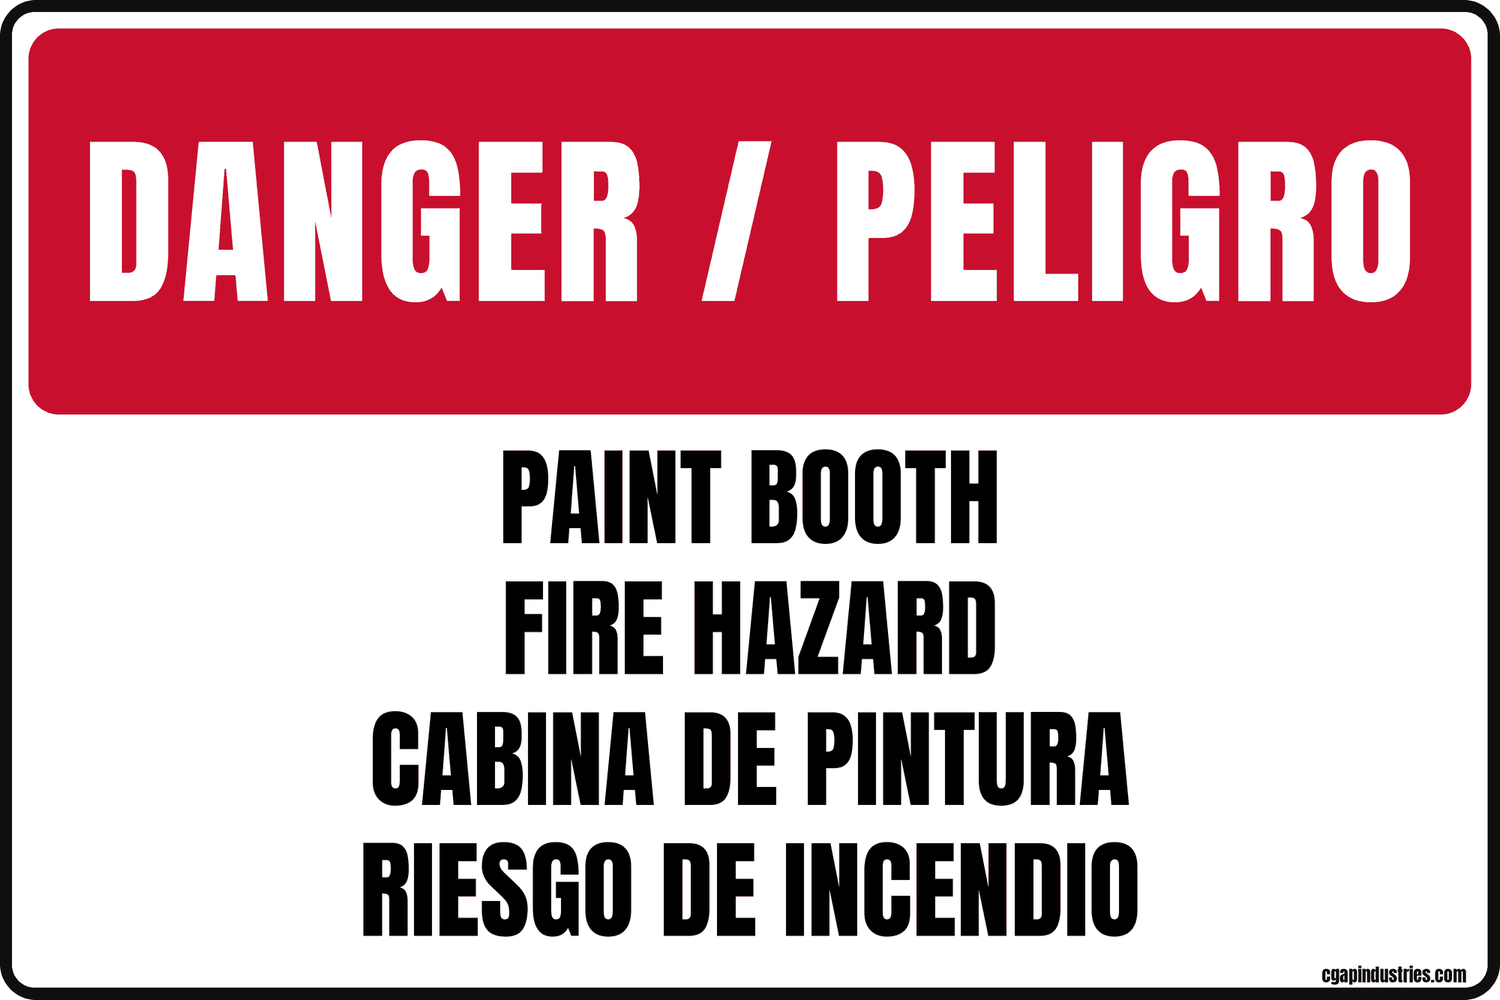 DANGER / PELIGRO
PAINT BOOTH
FIRE HAZARD
CABINA DE PINTURA
RIESGO DE INCENDIO
cgapindustries.com